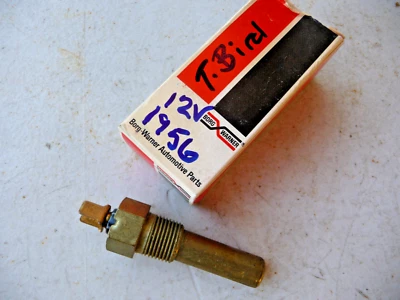 T. Bird
12V
1956
BORG
WARNER
Borg-Warner Automotive Parts